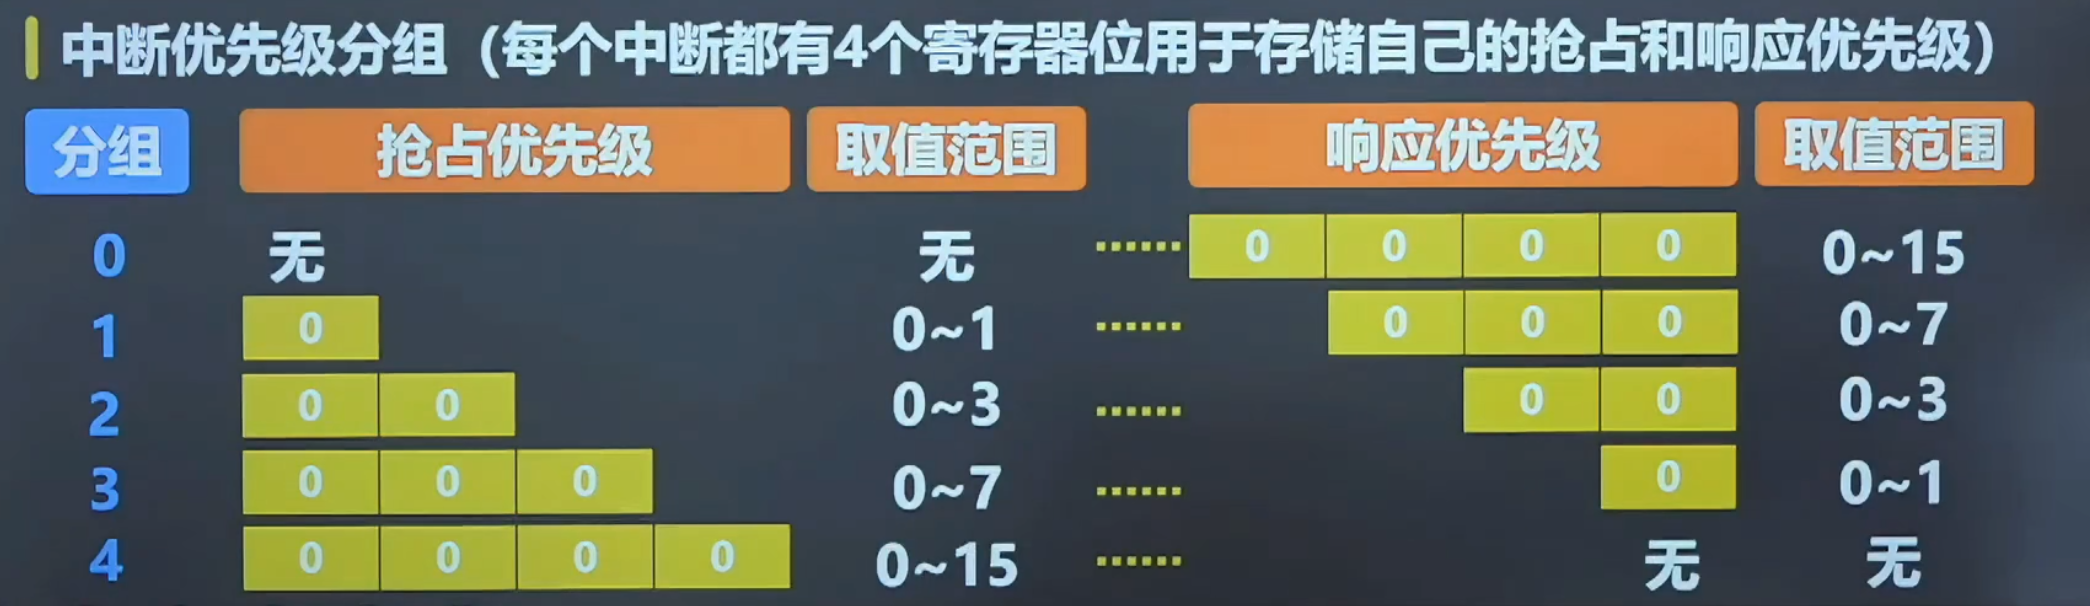 中断优先级分组（每个中断都有4个寄存器位用于存储自己的抢占和响应优先级）
分组 抢占优先级 取值范围 响应优先级 取值范围
0 无 无 ...... 0 0 0 0 0~15
1 0 0~1 ...... 0 0 0 0~7
2 0 0 0~3 ...... 0 0 0~3
3 0 0 0 0~7 ...... 0 0~1
4 0 0 0 0 0~15 ...... 无 无